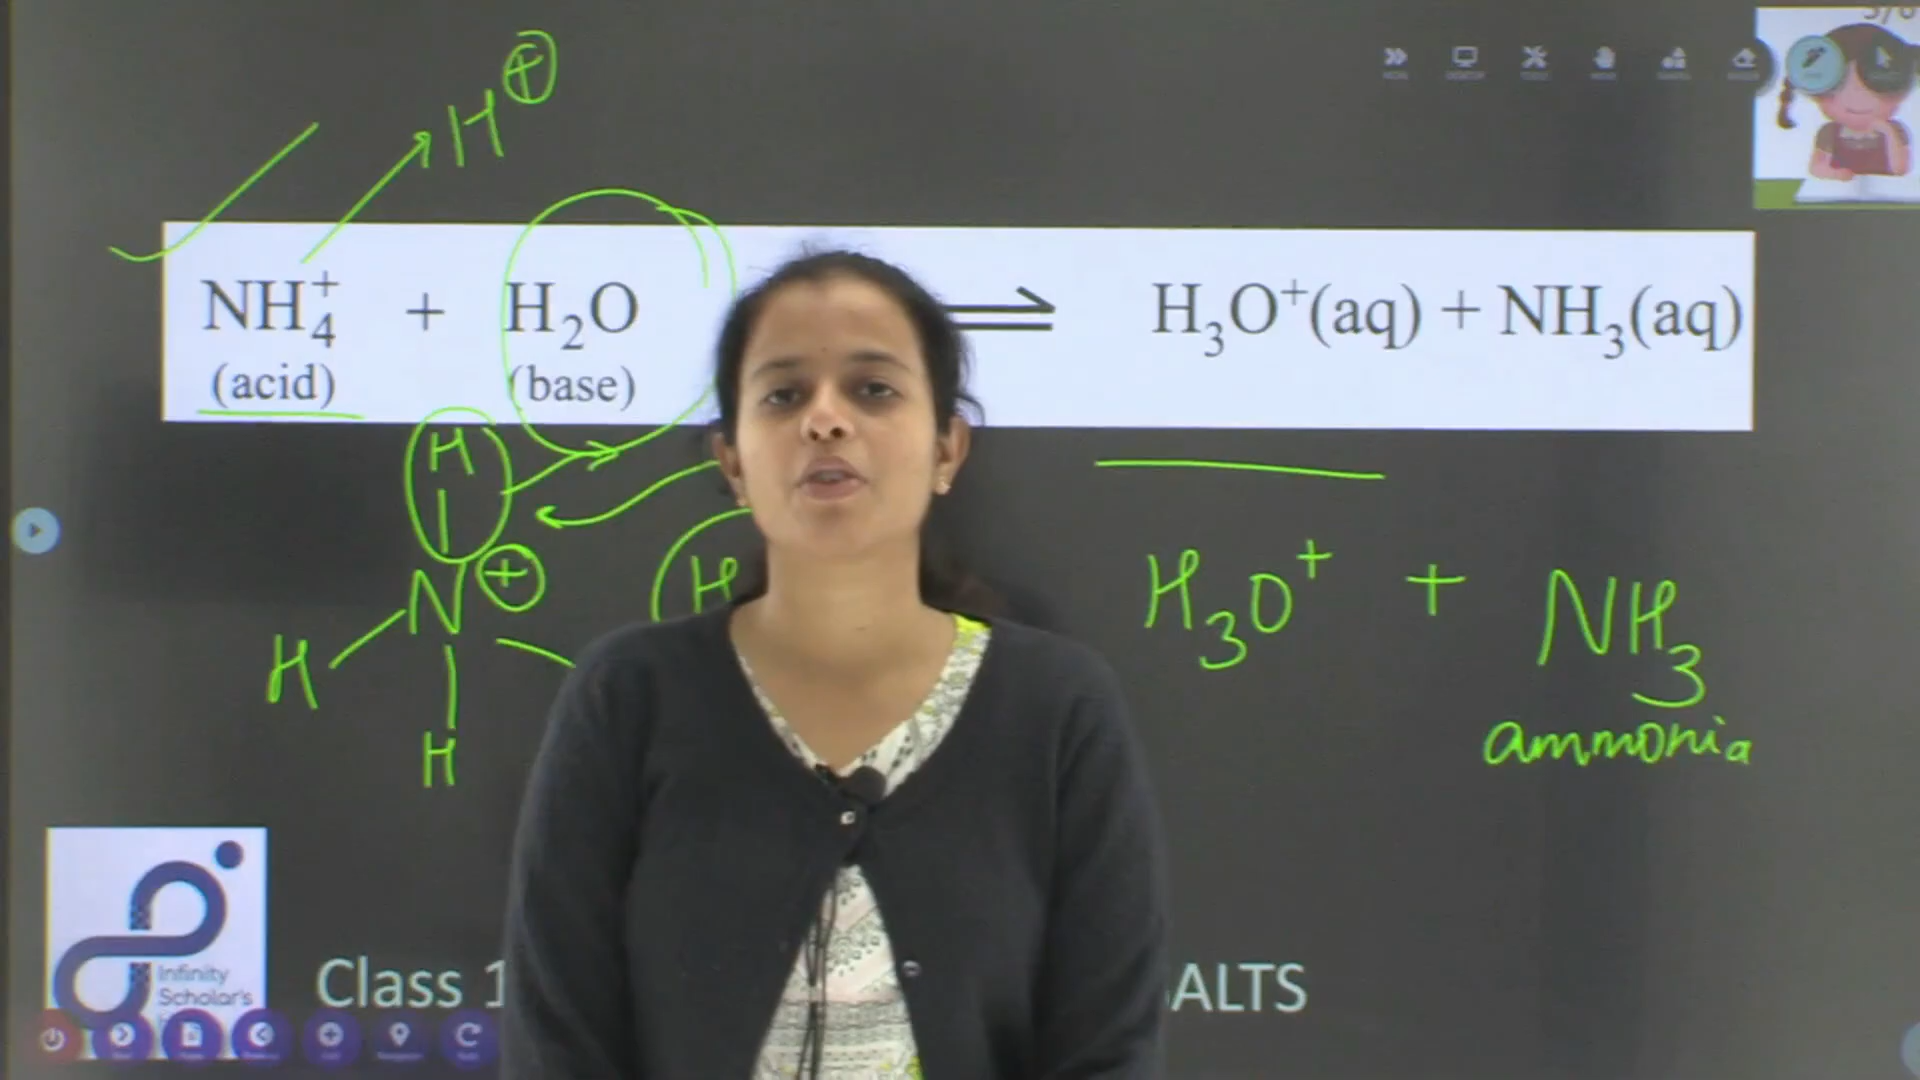 H⊕
NH₄⁺ + H₂O ⇌ H₃O⁺(aq) + NH₃(aq)
(acid) (base)
H
N⊕ H H₃O⁺ + NH₃
H
H ammonia
Infinity
Scholar's
Class 1 ALTS